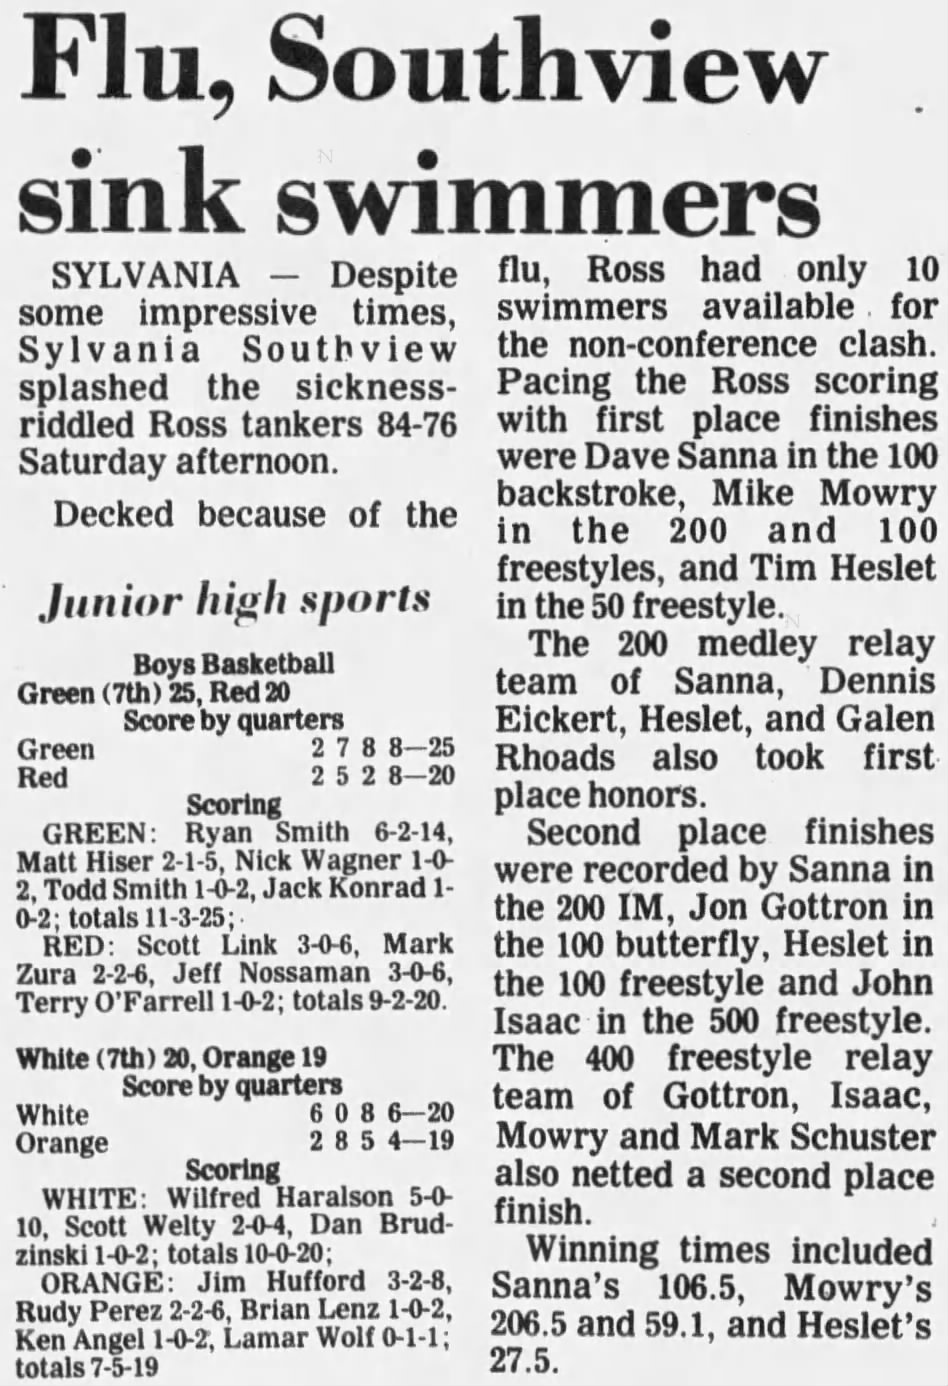 Flu, Southview
sink swimmers
SYLVANIA — Despite
some impressive times,
Sylvania Southview
splashed the sickness-
riddled Ross tankers 84-76
Saturday afternoon.
Decked because of the
flu, Ross had only 10
swimmers available for
the non-conference clash.
Pacing the Ross scoring
with first place finishes
were Dave Sanna in the 100
backstroke, Mike Mowry
in the 200 and 100
freestyles, and Tim Heslet
in the 50 freestyle.
The 200 medley relay
team of Sanna, Dennis
Eickert, Heslet, and Galen
Rhoads also took first
place honors.
Second place finishes
were recorded by Sanna in
the 200 IM, Jon Gottron in
the 100 butterfly, Heslet in
the 100 freestyle and John
Isaac in the 500 freestyle.
The 400 freestyle relay
team of Gottron, Isaac,
Mowry and Mark Schuster
also netted a second place
finish.
Winning times included
Sanna's 106.5, Mowry's
206.5 and 59.1, and Heslet's
27.5.
Junior high sports
Boys Basketball
Green (7th) 25, Red 20
Score by quarters
Green 2 7 8 8—25
Red 2 5 2 8—20
Scoring
GREEN: Ryan Smith 6-2-14,
Matt Hiser 2-1-5, Nick Wagner 1-0-
2, Todd Smith 1-0-2, Jack Konrad 1-
0-2; totals 11-3-25;
RED: Scott Link 3-0-6, Mark
Zura 2-2-6, Jeff Nossaman 3-0-6,
Terry O'Farrell 1-0-2; totals 9-2-20.
White (7th) 20, Orange 19
Score by quarters
White 6 0 8 6—20
Orange 2 8 5 4—19
Scoring
WHITE: Wilfred Haralson 5-0-
10, Scott Welty 2-0-4, Dan Brud-
zinski 1-0-2; totals 10-0-20;
ORANGE: Jim Hufford 3-2-8,
Rudy Perez 2-2-6, Brian Lenz 1-0-2,
Ken Angel 1-0-2, Lamar Wolf 0-1-1;
totals 7-5-19